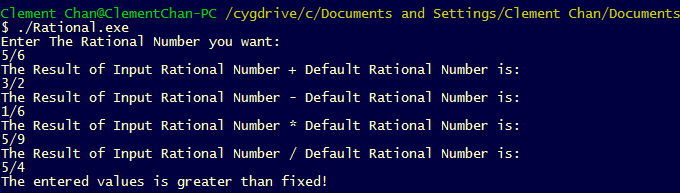 Clement Chan@ClementChan-PC /cygdrive/c/Documents and Settings/Clement Chan/Documents
$ ./Rational.exe
Enter The Rational Number you want:
5/6
The Result of Input Rational Number + Default Rational Number is:
3/2
The Result of Input Rational Number - Default Rational Number is:
1/6
The Result of Input Rational Number * Default Rational Number is:
5/9
The Result of Input Rational Number / Default Rational Number is:
5/4
The entered values is greater than fixed!